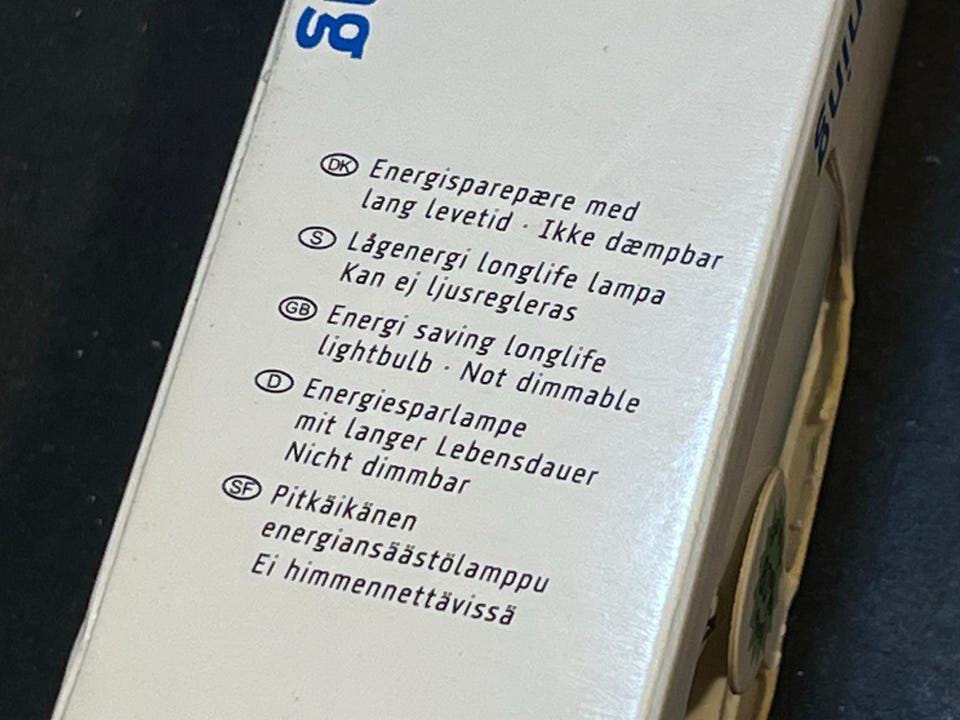 DK Energisparepære med
lang levetid · Ikke dæmpbar
S Lågenergi longlife lampa
Kan ej ljusregleras
GB Energi saving longlife
lightbulb · Not dimmable
D Energiesparlampe
mit langer Lebensdauer
Nicht dimmbar
SF Pitkäikänen
energiansäästölamppu
Ei himmennettävissä